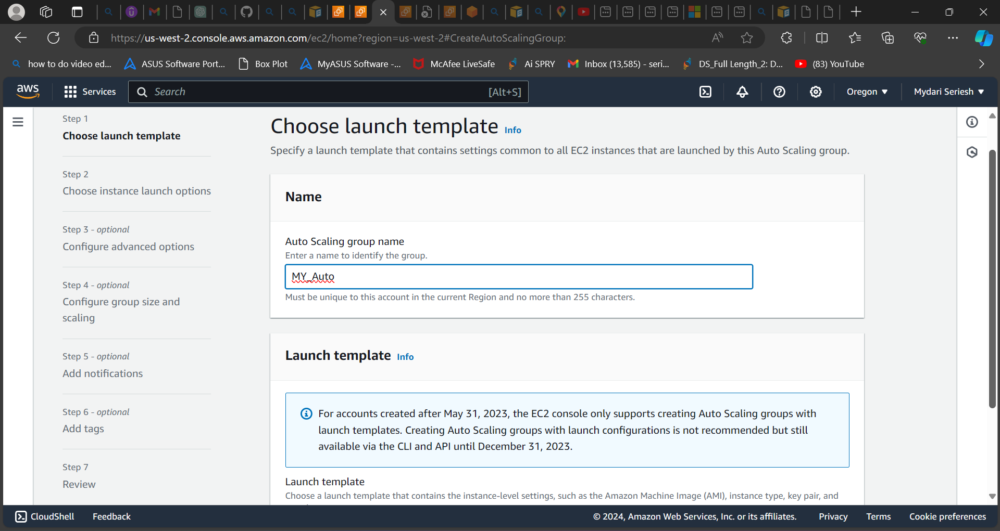 https://us-west-2.console.aws.amazon.com/ec2/home?region=us-west-2#CreateAutoScalingGroup:
how to do video ed... ASUS Software Port... Box Plot MyASUS Software -... McAfee LiveSafe Ai SPRY Inbox (13,585) - seri... DS_Full Length_2: D... (83) YouTube
aws Services Search [Alt+S] Oregon Mydari Seriesh
Step 1
Choose launch template
Step 2
Choose instance launch options
Step 3 - optional
Configure advanced options
Step 4 - optional
Configure group size and
scaling
Step 5 - optional
Add notifications
Step 6 - optional
Add tags
Step 7
Review
Choose launch template Info
Specify a launch template that contains settings common to all EC2 instances that are launched by this Auto Scaling group.
Name
Auto Scaling group name
Enter a name to identify the group.
MY_Auto
Must be unique to this account in the current Region and no more than 255 characters.
Launch template Info
For accounts created after May 31, 2023, the EC2 console only supports creating Auto Scaling groups with
launch templates. Creating Auto Scaling groups with launch configurations is not recommended but still
available via the CLI and API until December 31, 2023.
Launch template
Choose a launch template that contains the instance-level settings, such as the Amazon Machine Image (AMI), instance type, key pair, and
CloudShell Feedback © 2024, Amazon Web Services, Inc. or its affiliates. Privacy Terms Cookie preferences